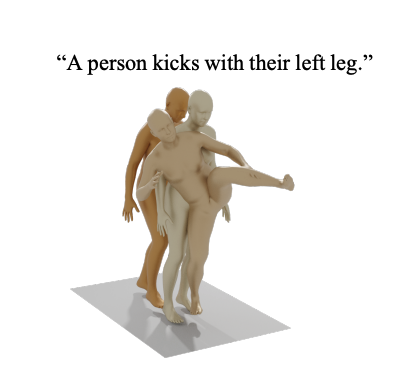 “A person kicks with their left leg.”